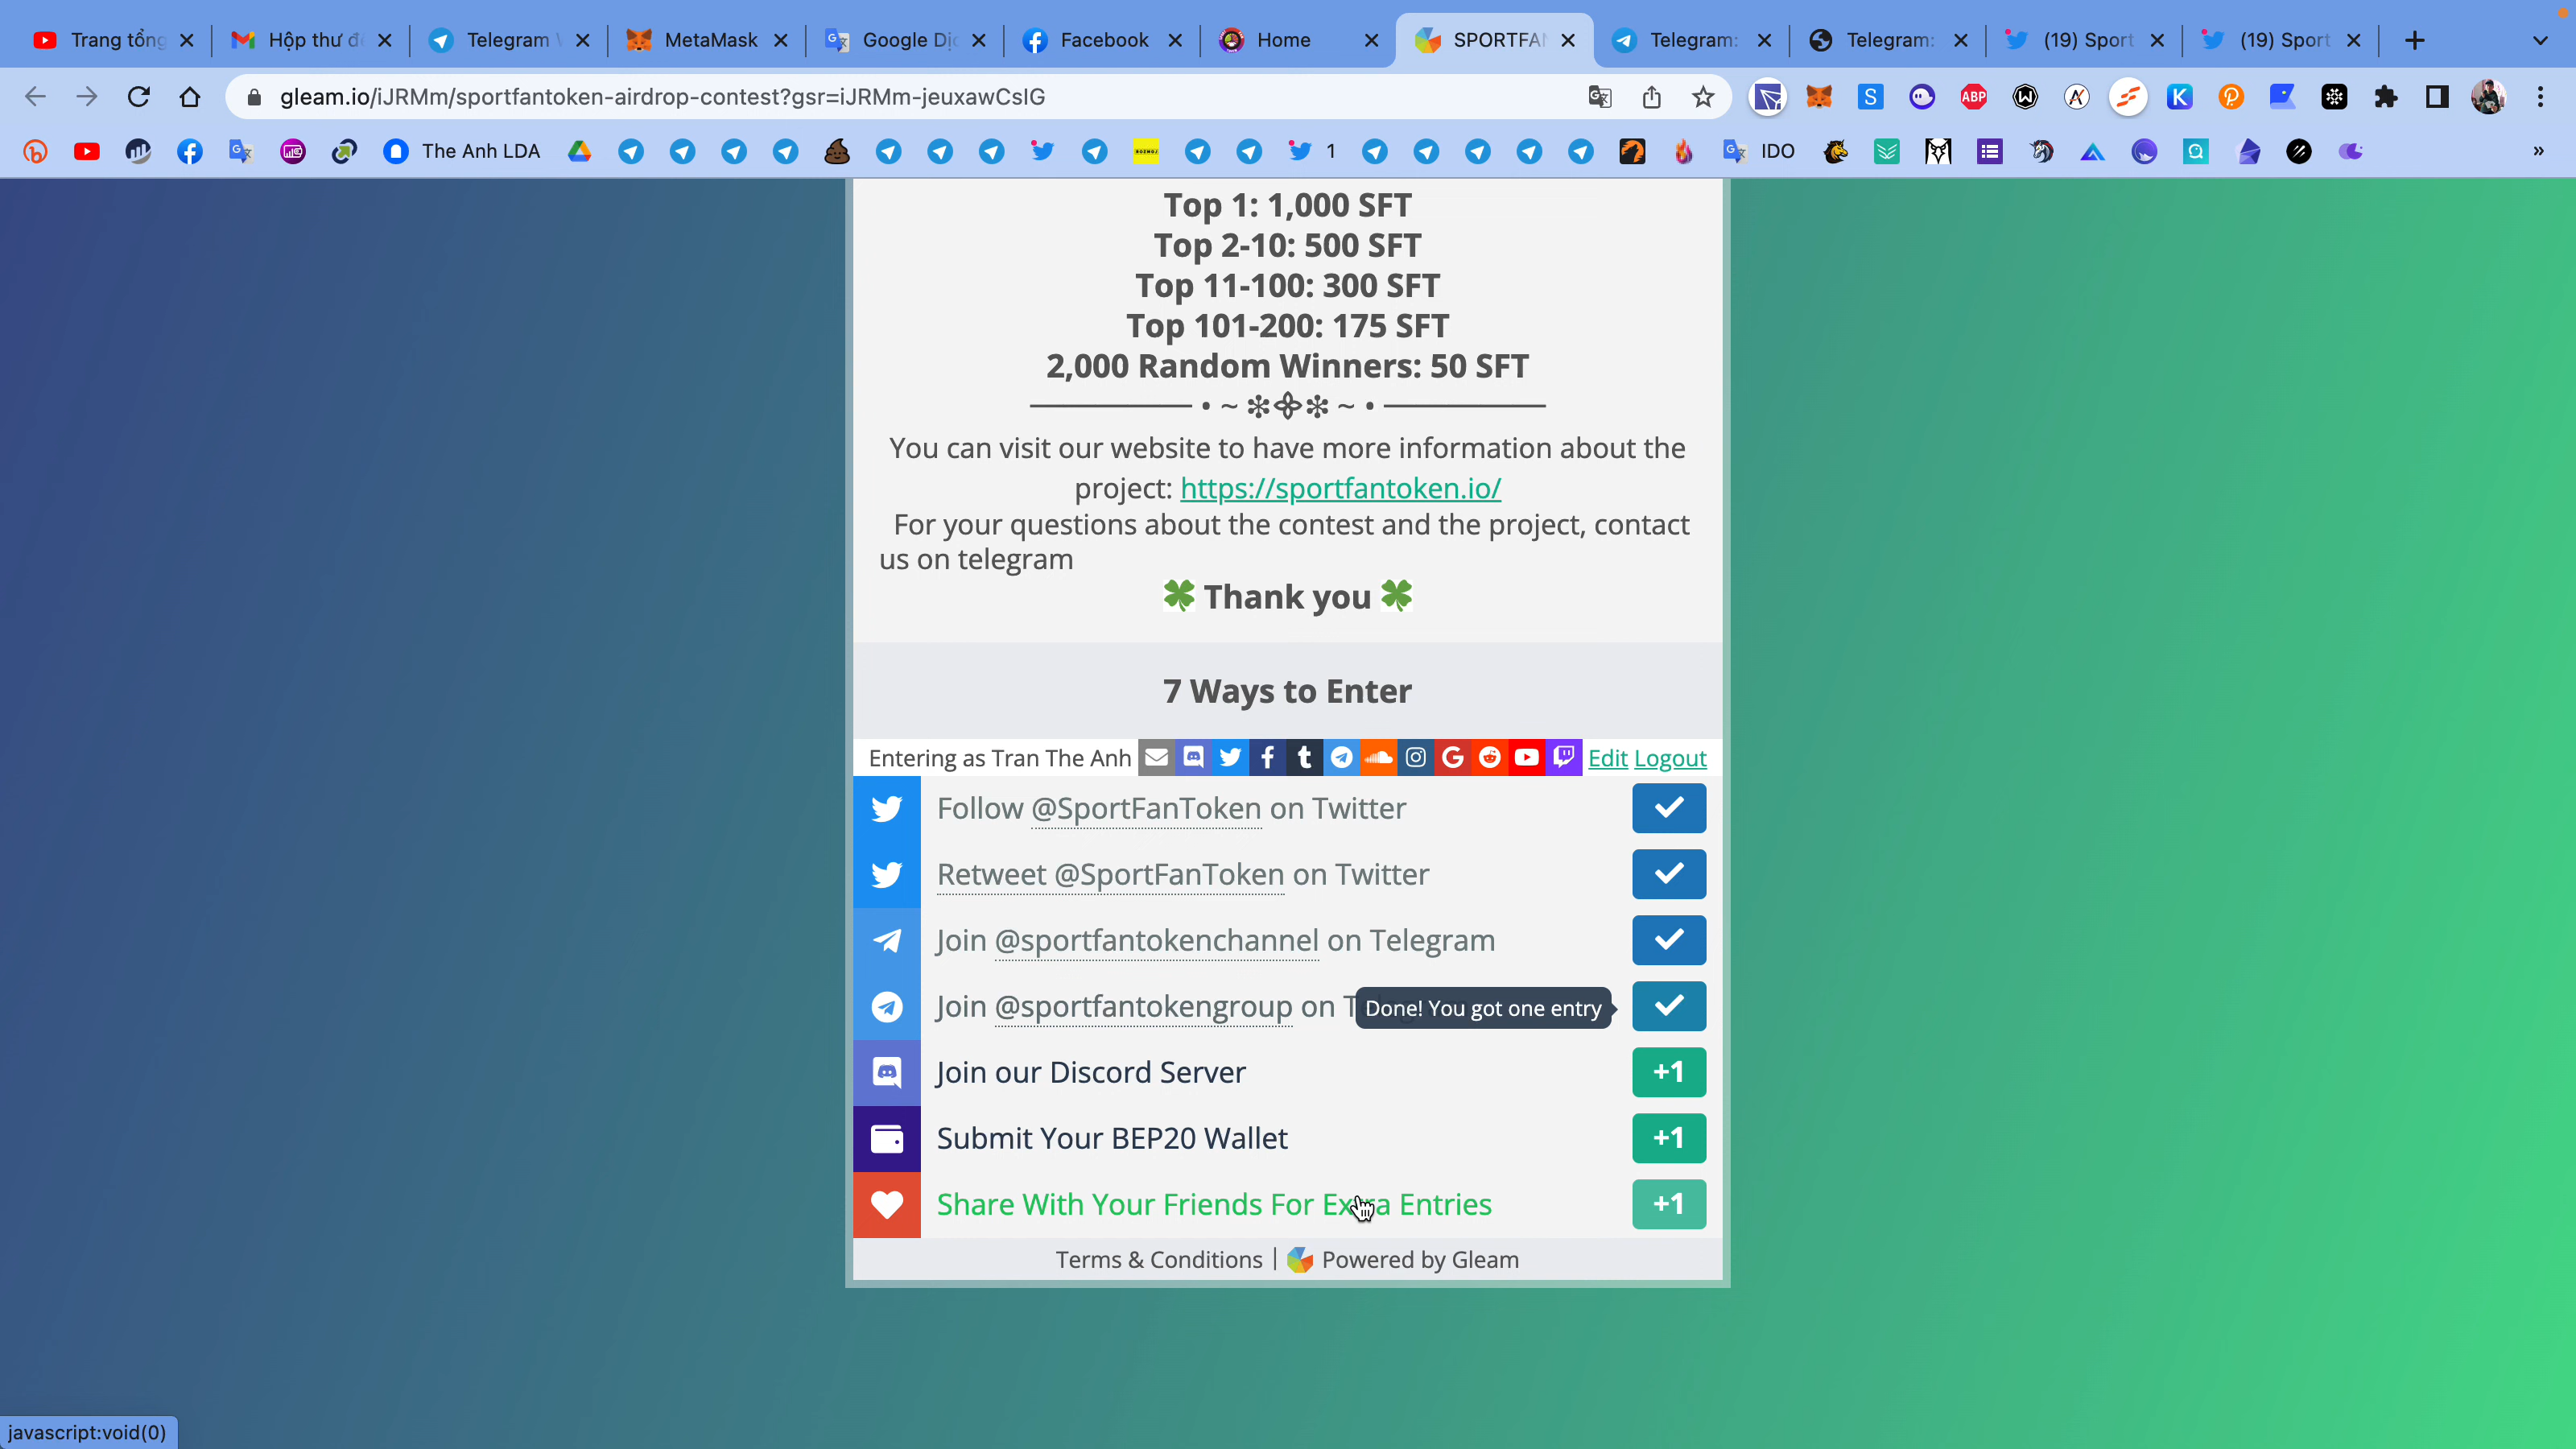 Trang tổng
Hộp thư đ
Telegram
MetaMask
Google Dị
Facebook
Home
SPORTFA
Telegram:
Telegram:
(19) Sport
(19) Sport
gleam.io/iJRMm/sportfantoken-airdrop-contest?gsr=iJRMm-jeuxawCslG
ABP
The Anh LDA
1
IDO
Top 1: 1,000 SFT
Top 2-10: 500 SFT
Top 11-100: 300 SFT
Top 101-200: 175 SFT
2,000 Random Winners: 50 SFT
You can visit our website to have more information about the
project: https://sportfantoken.io/
For your questions about the contest and the project, contact
us on telegram
🍀 Thank you 🍀
7 Ways to Enter
Entering as Tran The Anh
Edit Logout
Follow @SportFanToken on Twitter
Retweet @SportFanToken on Twitter
Join @sportfantokenchannel on Telegram
Join @sportfantokengroup on
Done! You got one entry
Join our Discord Server +1
Submit Your BEP20 Wallet +1
Share With Your Friends For Extra Entries +1
Terms & Conditions | Powered by Gleam
javascript:void(0)